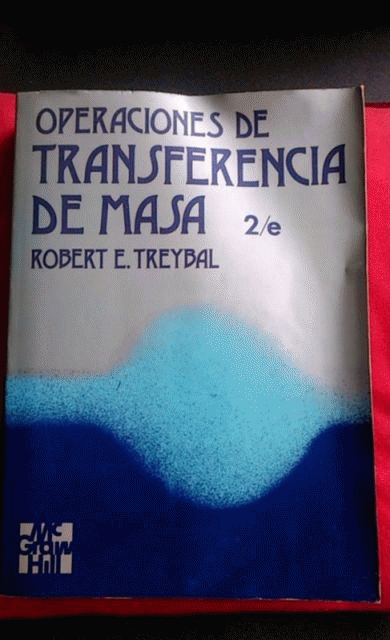 OPERACIONES DE
TRANSFERENCIA
DE MASA 2/e
ROBERT E. TREYBAL
Mc
Graw
Hill